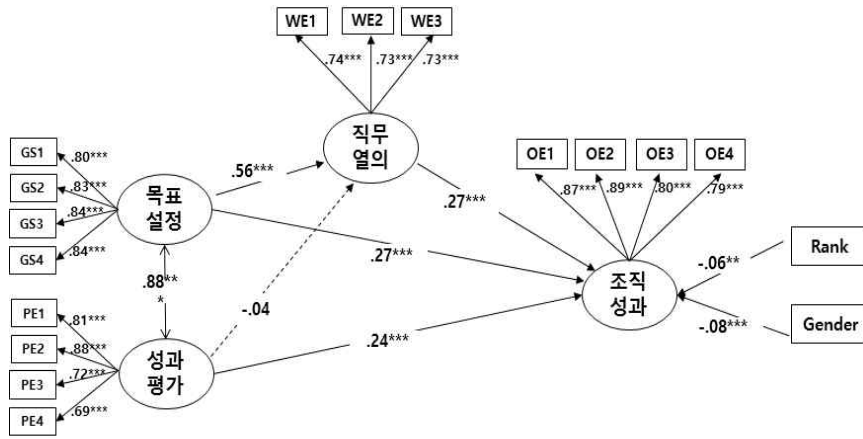 WE1 WE2 WE3
.74*** .73*** .73***
직무
열의
OE1 OE2 OE3 OE4
.87*** .89*** .80*** .79***
GS1
.80***
GS2
.83***
GS3
.84***
GS4
.84***
목표
설정
.56***
.27***
.27***
조직
성과
-.06**
Rank
-.08***
Gender
.88**
*
-.04
.24***
PE1
.81***
PE2
.88***
PE3
.72***
PE4
.69***
성과
평가